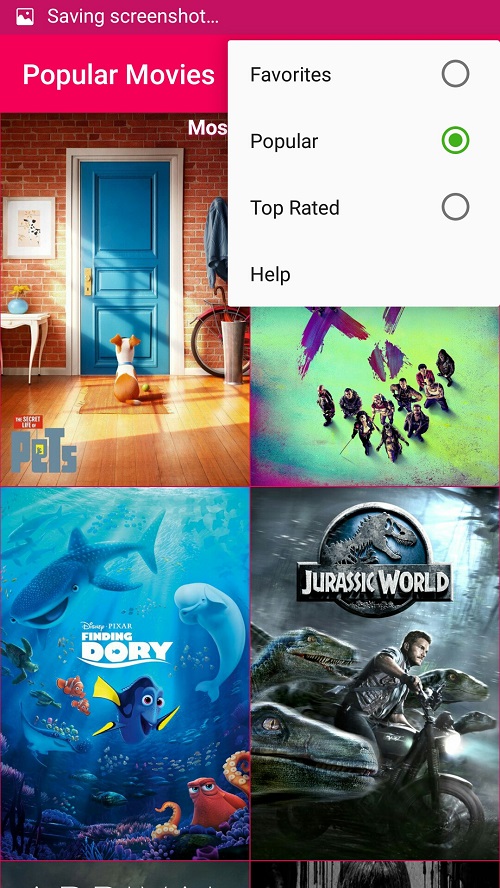 Saving screenshot...
Popular Movies
Favorites
Popular
Top Rated
Help
Mos
THE SECRET
LIFE OF
PeTs
Disney · PIXAR
FINDING
DORY
JURASSIC WORLD